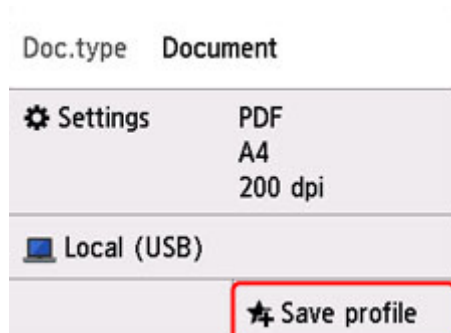 Doc.type Document
Settings PDF
A4
200 dpi
Local (USB)
Save profile